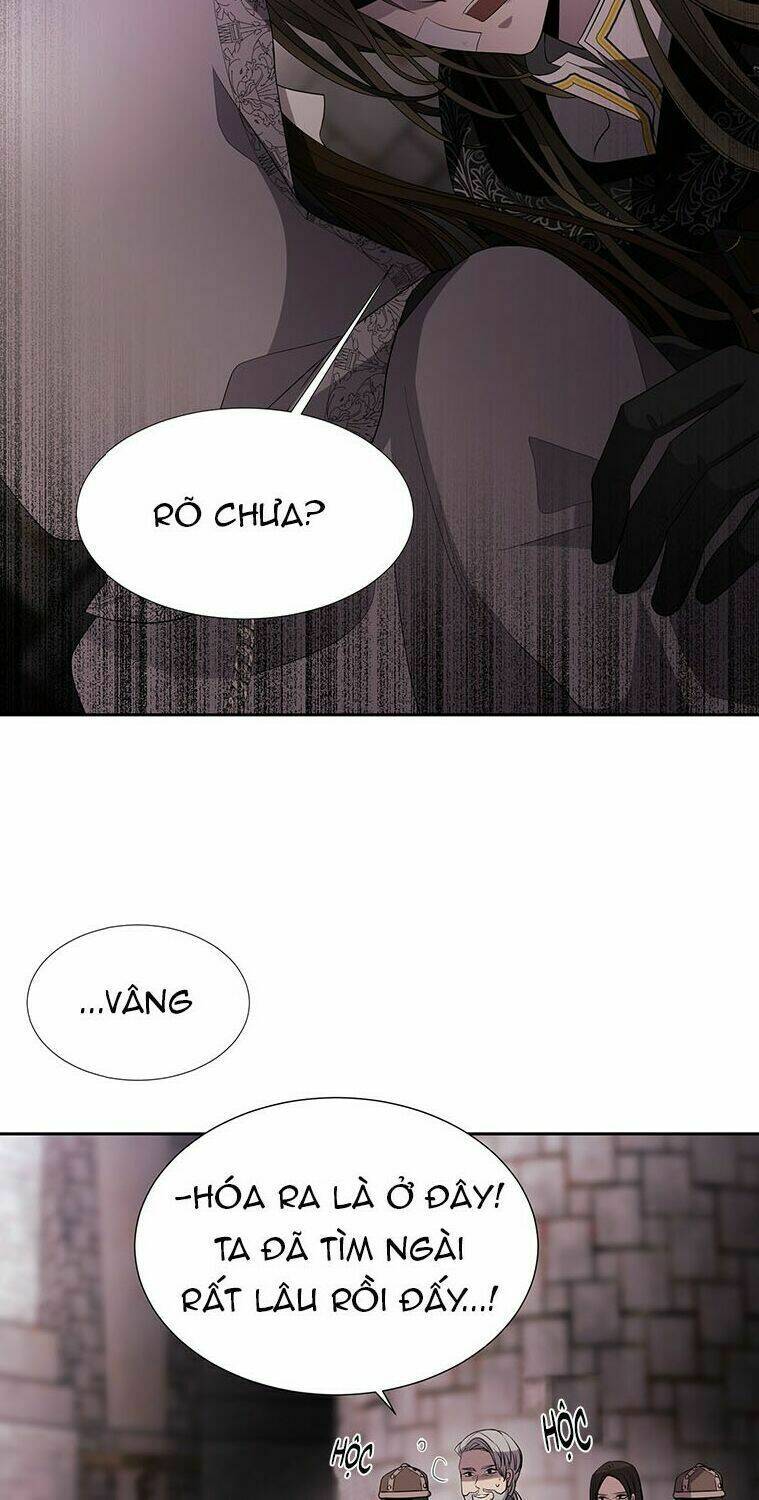 RÕ CHƯA?
...VÂNG
-HÓA RA LÀ Ở ĐÂY!
TA ĐÃ TÌM NGÀI
RẤT LÂU RỒI ĐẤY...!
HỘC
HỘC